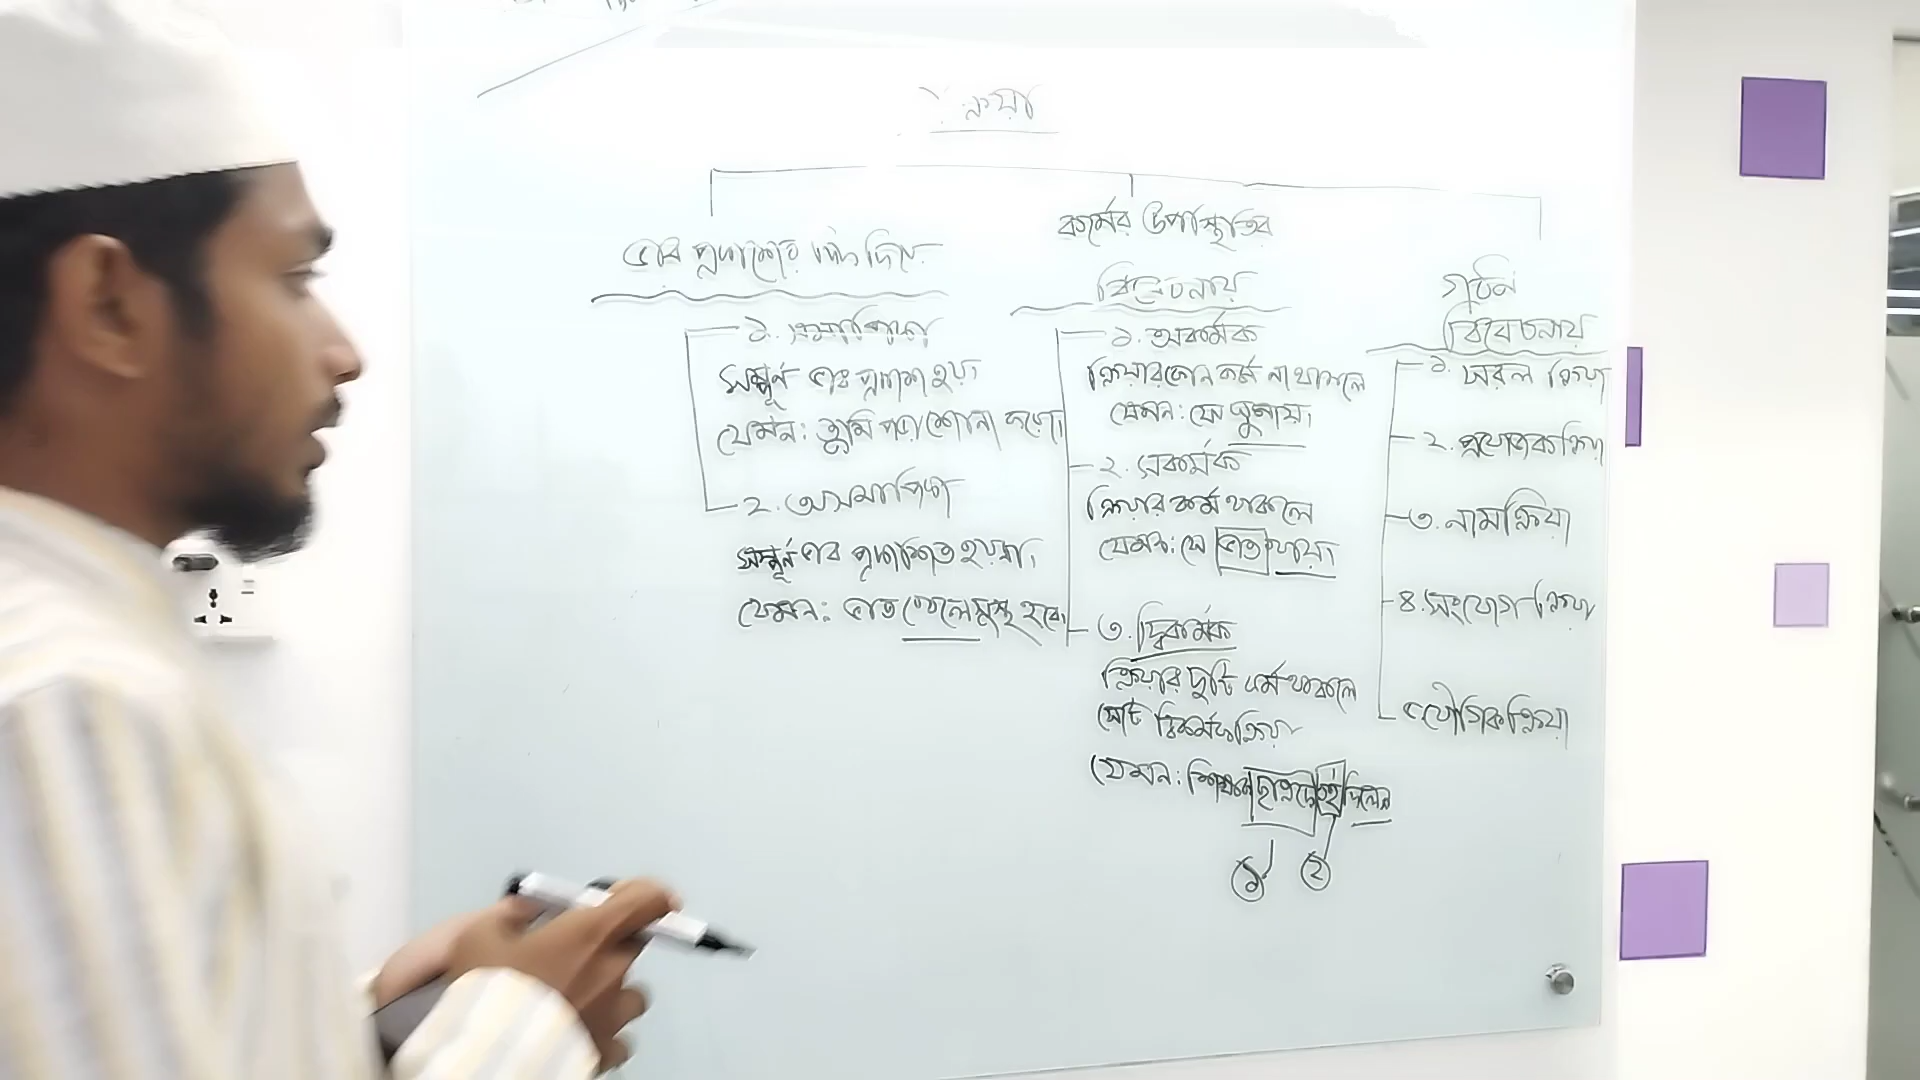 ক্রিয়া
ভাব প্রকাশের দিক দিয়ে
১. সমাপিকা
সম্পূর্ণ ভাব প্রকাশ হয়।
যেমন: তুমি পড়াশোনা করো।
২. অসমাপিকা
সম্পূর্ণ ভাব প্রকাশিত হয়না।
যেমন: ভাত খেলে সুস্থ হবে।
কর্মের উপস্থিতির
বিবেচনায়
১. অকর্মক
ক্রিয়ার কোন কর্ম না থাকলে
যেমন: সে ঘুমায়।
২. সকর্মক
ক্রিয়ার কর্ম থাকলে
যেমন: সে ভাত খায়।
৩. দ্বিকর্মক
ক্রিয়ার দুটি কর্ম থাকলে
সেটি দ্বিকর্মক ক্রিয়া
যেমন: শিক্ষক ছাত্রকে বই দিলেন
১ ২
গঠন
বিবেচনায়
১. সরল ক্রিয়া
২. প্রযোজক ক্রিয়া
৩. নামক্রিয়া
৪. সংযোগ ক্রিয়া
৫ যৌগিক ক্রিয়া